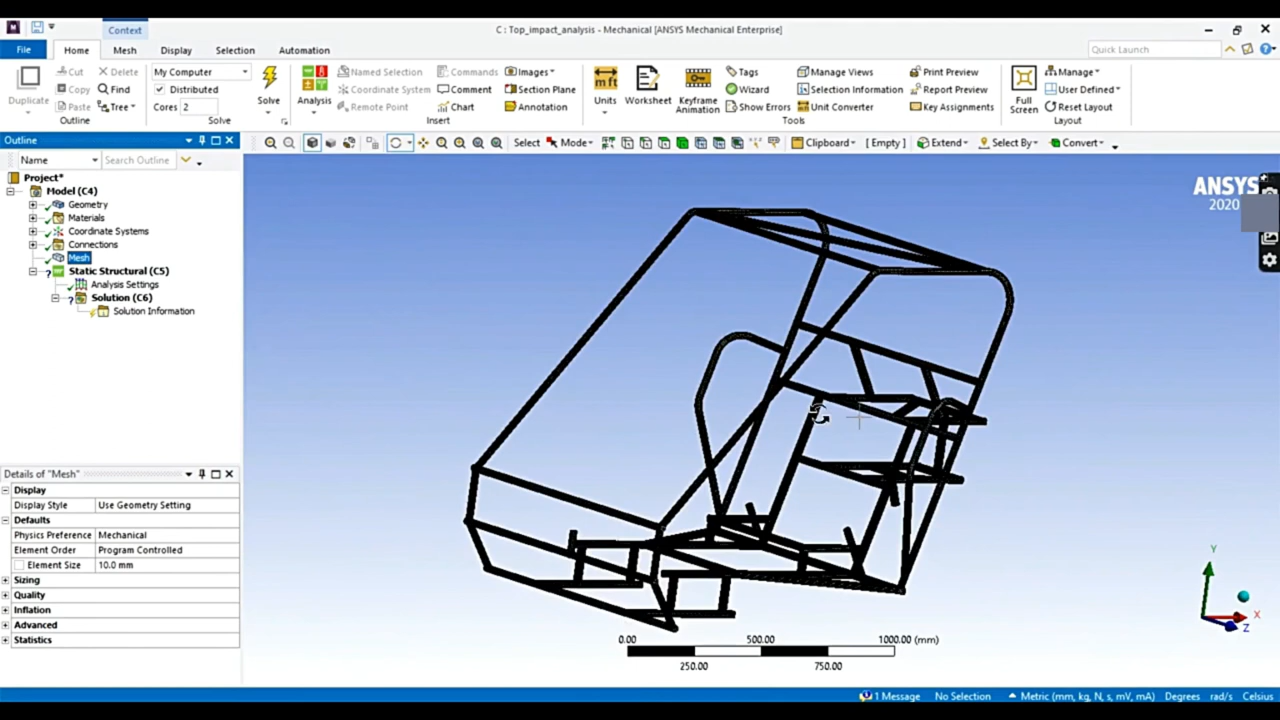 Context
C : Top_impact_analysis - Mechanical [ANSYS Mechanical Enterprise]
File Home Mesh Display Selection Automation Quick Launch
Duplicate
Cut Delete
Copy Find
Paste Tree
Outline
My Computer
Distributed
Cores 2
Solve
Solve
Analysis
Named Selection Commands Images
Coordinate System Comment Section Plane
Remote Point Chart Annotation
Insert
Units
Worksheet
Keyframe
Animation
Tags Manage Views Print Preview
Wizard Selection Information Report Preview
Show Errors Unit Converter Key Assignments
Tools
Full
Screen
Manage
User Defined
Reset Layout
Layout
Outline
Select Mode Clipboard [ Empty ] Extend Select By Convert
Name Search Outline
Project*
Model (C4)
Geometry
Materials
Coordinate Systems
Connections
Mesh
Static Structural (C5)
Analysis Settings
Solution (C6)
Solution Information
ANSYS
2020
Details of "Mesh"
Display
Display Style Use Geometry Setting
Defaults
Physics Preference Mechanical
Element Order Program Controlled
Element Size 10.0 mm
Sizing
Quality
Inflation
Advanced
Statistics
0.00 500.00 1000.00 (mm)
250.00 750.00
Y
X
Z
1 Message No Selection Metric (mm, kg, N, s, mV, mA) Degrees rad/s Celsius